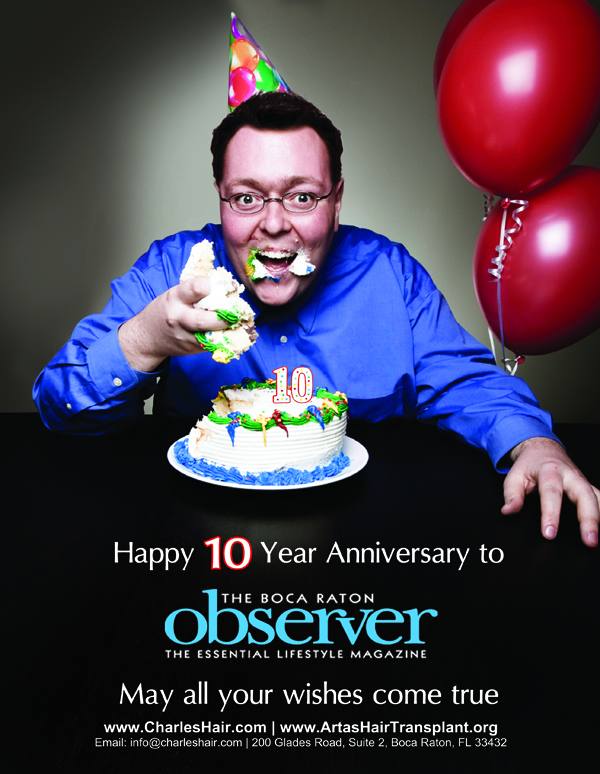 10
Happy 10 Year Anniversary to
THE BOCA RATON
observer
THE ESSENTIAL LIFESTYLE MAGAZINE
May all your wishes come true
www.CharlesHair.com | www.ArtasHairTransplant.org
Email: info@charleshair.com | 200 Glades Road, Suite 2, Boca Raton, FL 33432